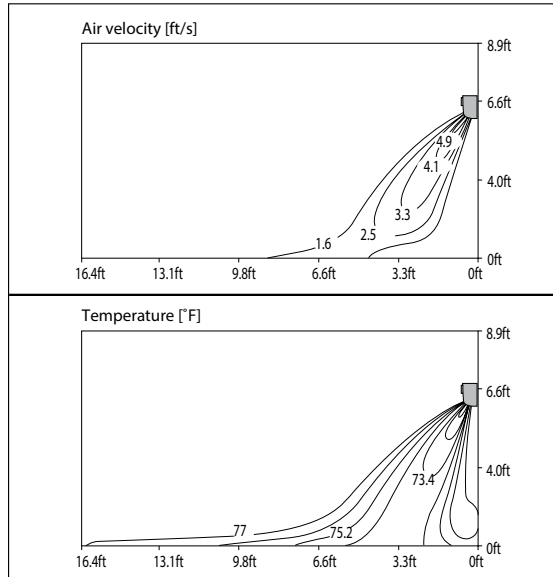 Air velocity [ft/s]
8.9ft
6.6ft
4.9
4.1
4.0ft
3.3
2.5
1.6
0ft
16.4ft 13.1ft 9.8ft 6.6ft 3.3ft 0ft
Temperature [˚F]
8.9ft
6.6ft
4.0ft
73.4
77
75.2
0ft
16.4ft 13.1ft 9.8ft 6.6ft 3.3ft 0ft